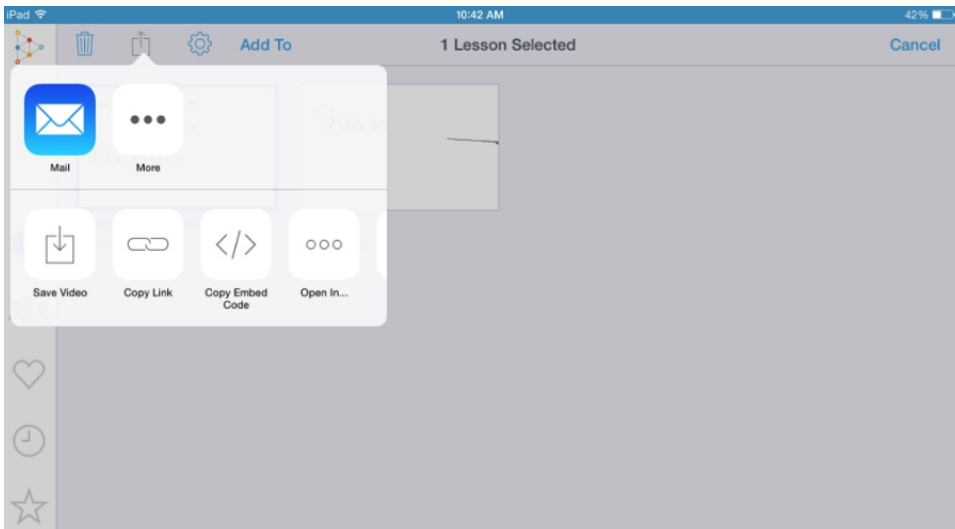 iPad 10:42 AM 42%
Add To 1 Lesson Selected Cancel
This
Mail More
Save Video Copy Link Copy Embed Code Open In...